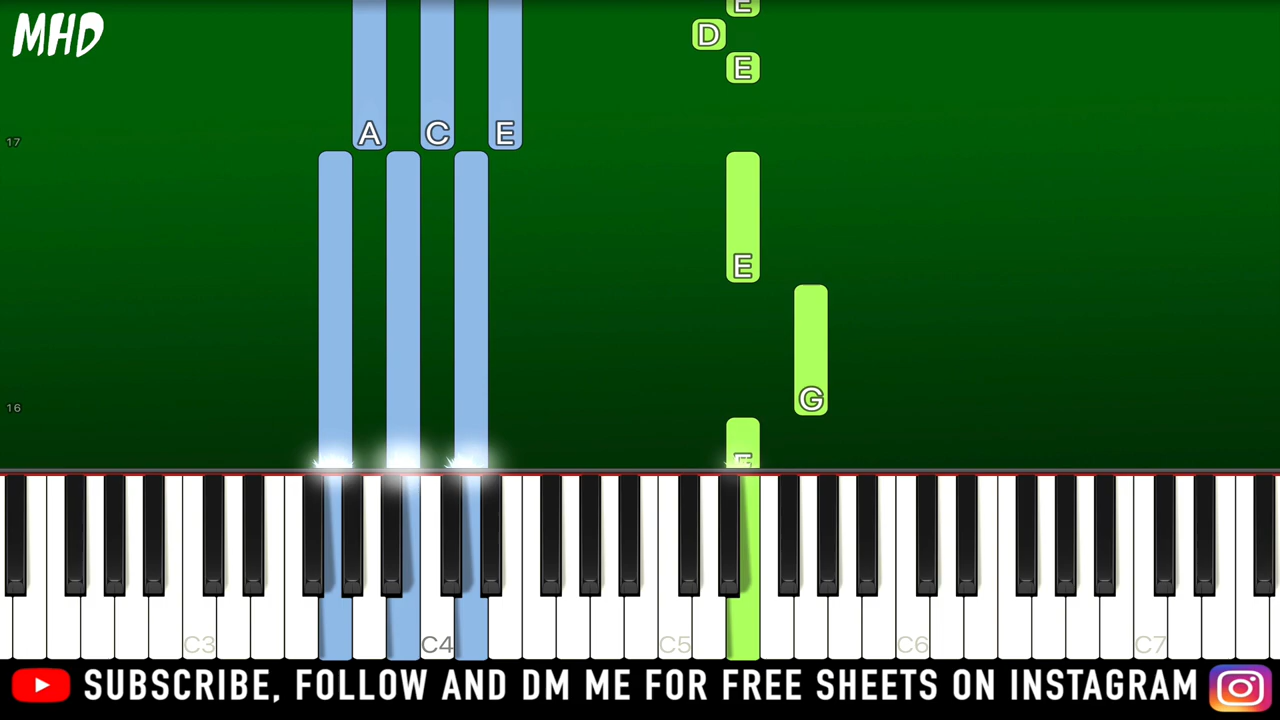 MHD
E
D
E
A C E
17
E
G
16
E
C3 C4 C5 C6 C7
SUBSCRIBE, FOLLOW AND DM ME FOR FREE SHEETS ON INSTAGRAM